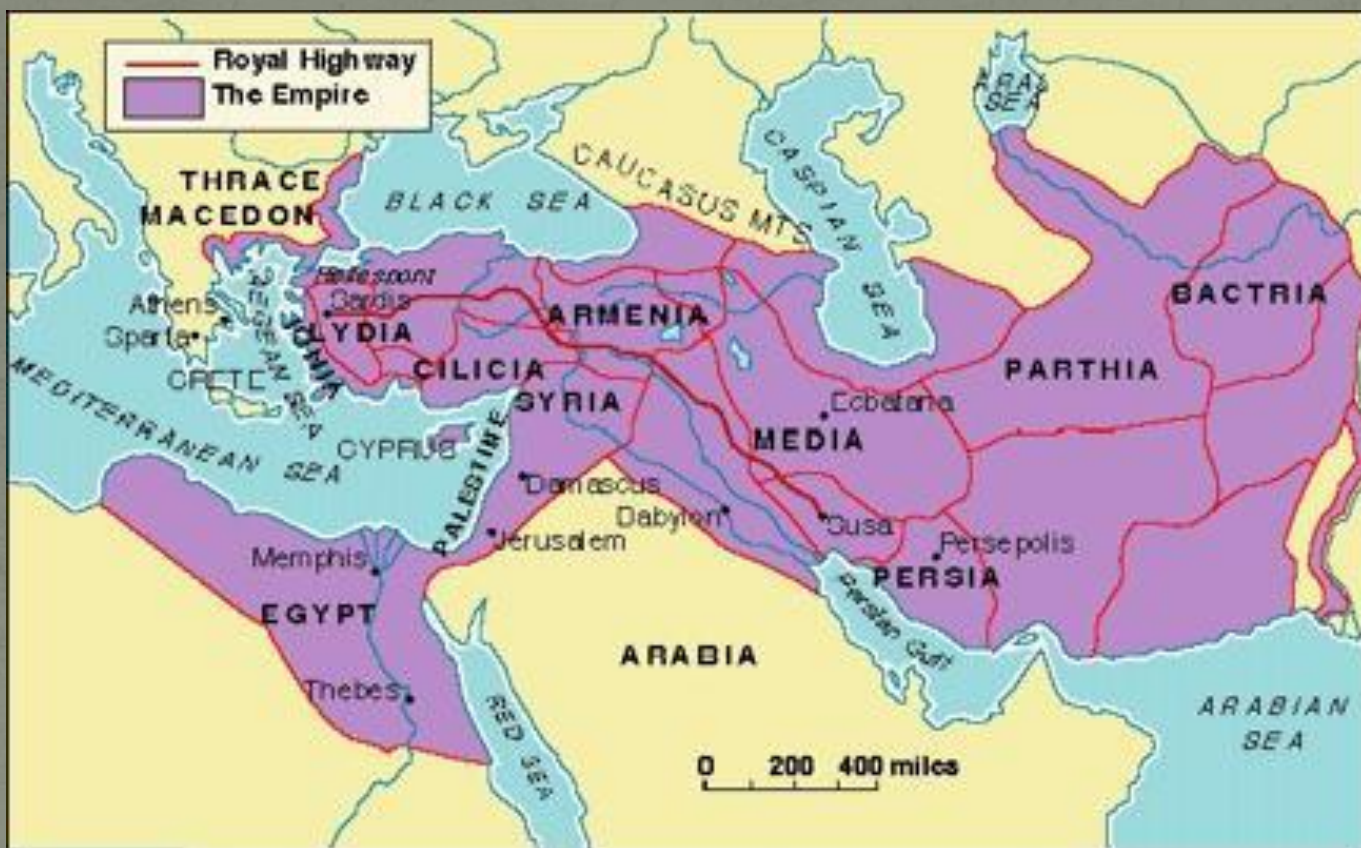 Royal Highway
The Empire
ARAL
SEA
THRACE
MACEDON
BLACK SEA
CAUCASUS MTS
CASPIAN SEA
Hellespont
Sardis
Athens
Sparta
AEGEAN SEA
IONIA
LYDIA
ARMENIA
BACTRIA
CRETE
CILICIA
SYRIA
PARTHIA
Ecbatana
MEDIA
MEDITERRANEAN SEA
CYPRUS
PALESTINE
Damascus
Babylon
Susa
Jerusalem
Persepolis
Memphis
PERSIA
EGYPT
Persian Gulf
ARABIA
Thebes
RED SEA
ARABIAN
SEA
0 200 400 miles